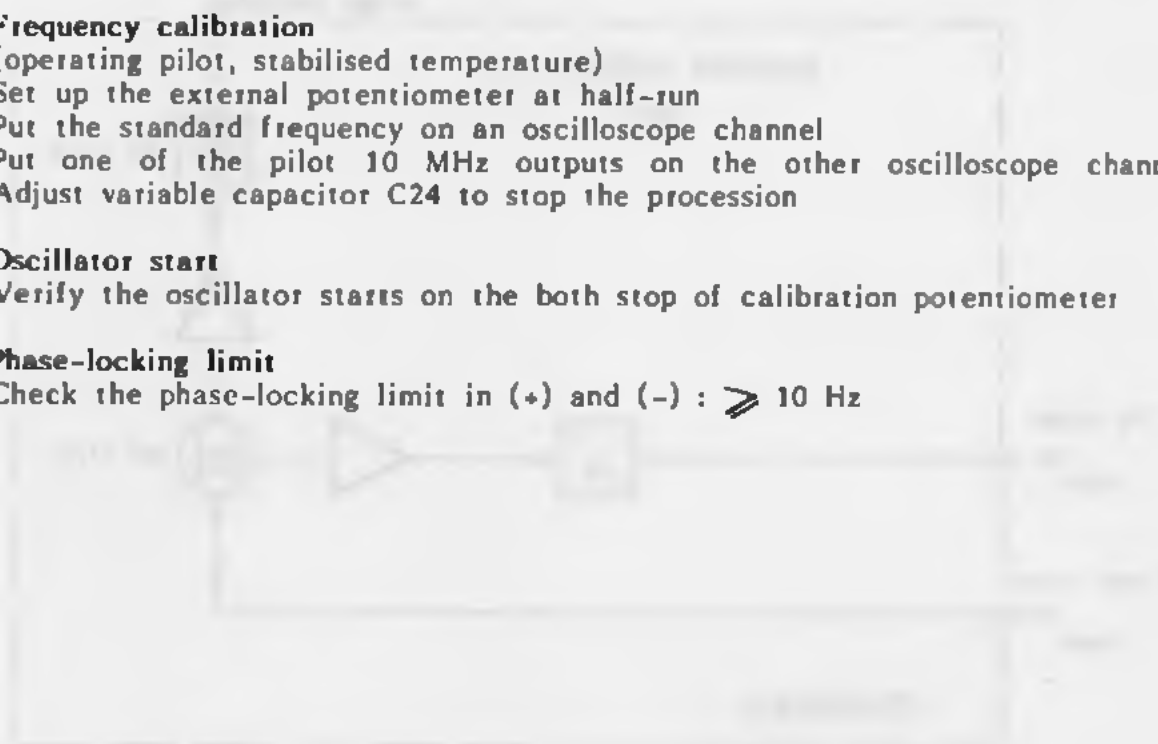 Frequency calibration
(operating pilot, stabilised temperature)
Set up the external potentiometer at half-run
Put the standard frequency on an oscilloscope channel
Put one of the pilot 10 MHz outputs on the other oscilloscope chann
Adjust variable capacitor C24 to stop the procession
Oscillator start
Verify the oscillator starts on the both stop of calibration potentiometer
Phase-locking limit
Check the phase-locking limit in (+) and (-) : ⩾ 10 Hz